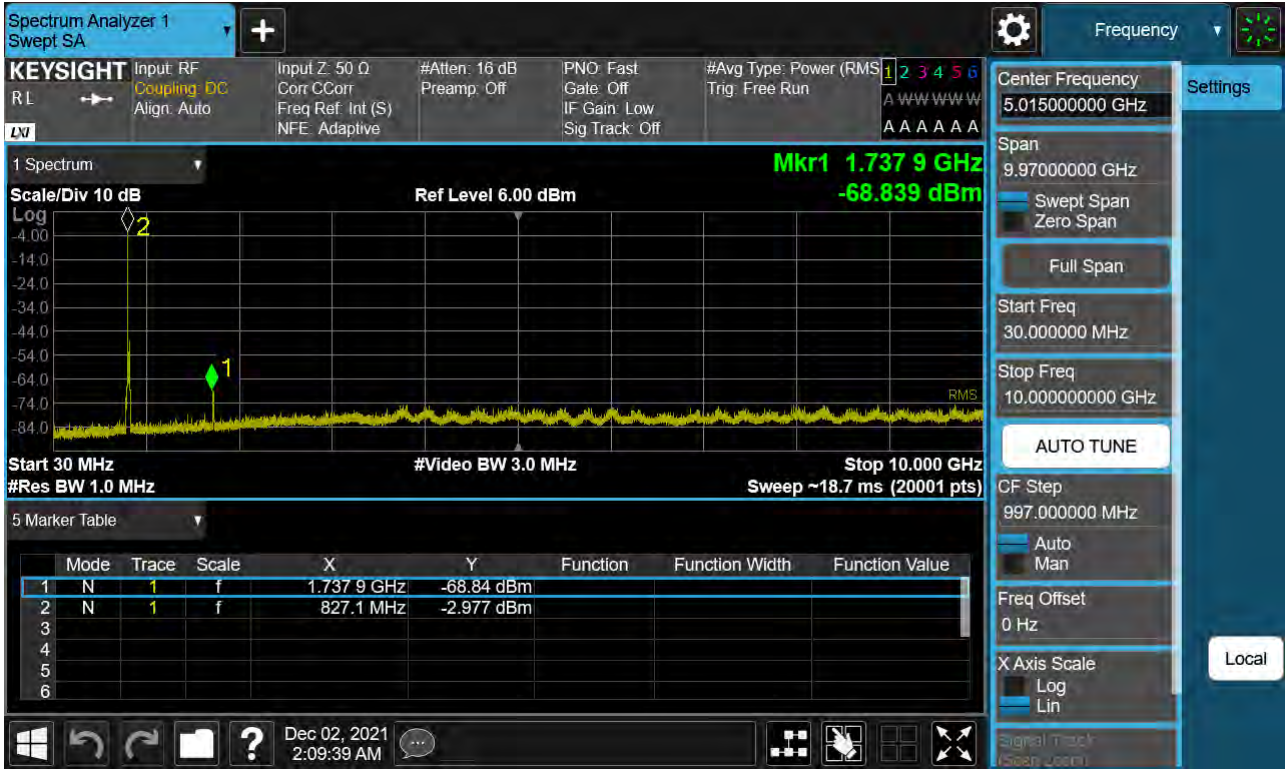 Spectrum Analyzer 1
Swept SA
+
Frequency
KEYSIGHT
RL
LXI
Input: RF
Coupling: DC
Align: Auto
Input Z: 50 Ω
Corr CCorr
Freq Ref: Int (S)
NFE: Adaptive
#Atten: 16 dB
Preamp: Off
PNO: Fast
Gate: Off
IF Gain: Low
Sig Track: Off
#Avg Type: Power (RMS
Trig: Free Run
1 2 3 4 5 6
A W W W W W
A A A A A A
Center Frequency
5.015000000 GHz
Settings
1 Spectrum
Mkr1 1.737 9 GHz
-68.839 dBm
Scale/Div 10 dB
Ref Level 6.00 dBm
Log
-4.00
-14.0
-24.0
-34.0
-44.0
-54.0
-64.0
-74.0
-84.0
2
1
RMS
Start 30 MHz
#Video BW 3.0 MHz
Stop 10.000 GHz
#Res BW 1.0 MHz
Sweep ~18.7 ms (20001 pts)
Span
9.97000000 GHz
Swept Span
Zero Span
Full Span
Start Freq
30.000000 MHz
Stop Freq
10.000000000 GHz
AUTO TUNE
CF Step
997.000000 MHz
Auto
Man
Freq Offset
0 Hz
X Axis Scale
Log
Lin
Signal Track
(Span Zoom)
Local
5 Marker Table
Mode Trace Scale X Y Function Function Width Function Value
1 N 1 f 1.737 9 GHz -68.84 dBm
2 N 1 f 827.1 MHz -2.977 dBm
3
4
5
6
?
Dec 02, 2021
2:09:39 AM